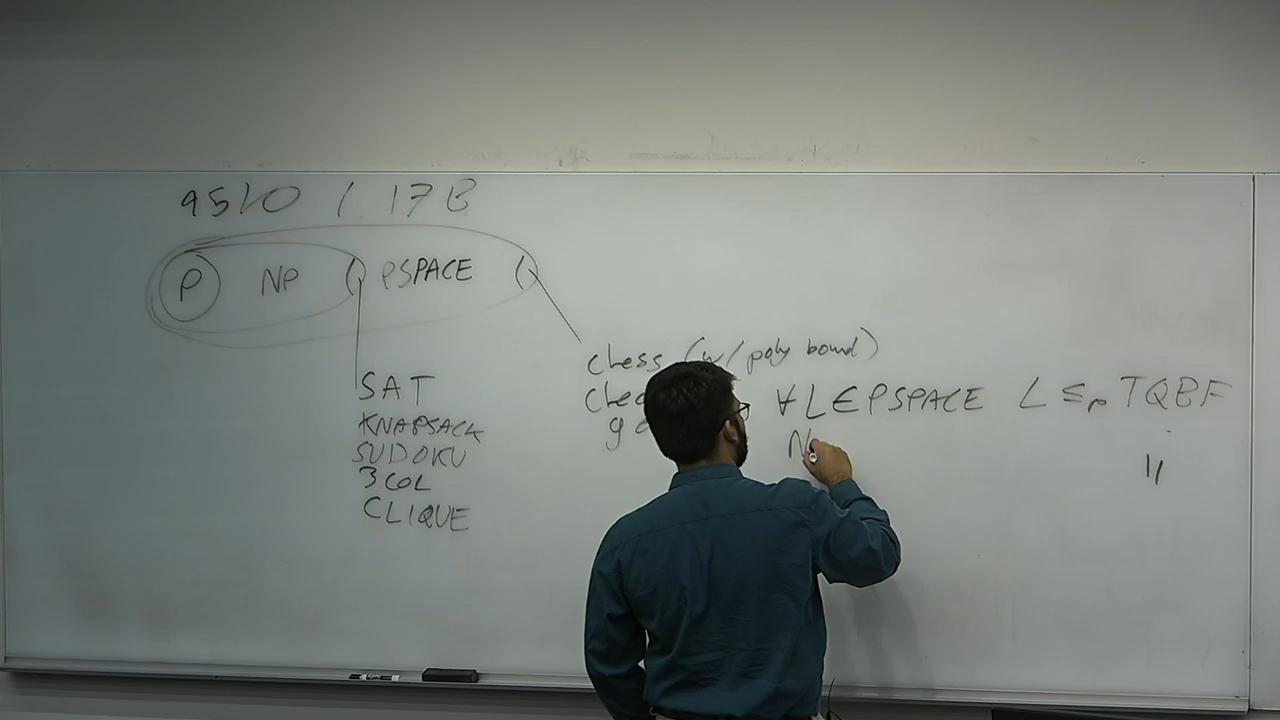 9510 / 17B
P NP PSPACE
chess (w/ poly bound)
∀L∈PSPACE L ≤ₚ TQBF
SAT
KNAPSACK
SUDOKU
3COL
CLIQUE